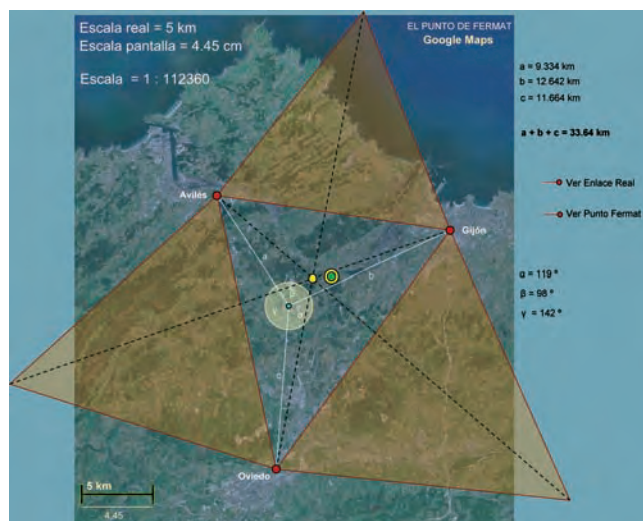 Escala real = 5 km
Escala pantalla = 4.45 cm
Escala = 1 : 112360
EL PUNTO DE FERMAT
Google Maps
a = 9.334 km
b = 12.642 km
c = 11.664 km
a + b + c = 33.64 km
Ver Enlace Real
Ver Punto Fermat
Avilés
Gijón
a
b
α = 119 º
β = 98 º
γ = 142 º
c
Oviedo
5 km
4,45